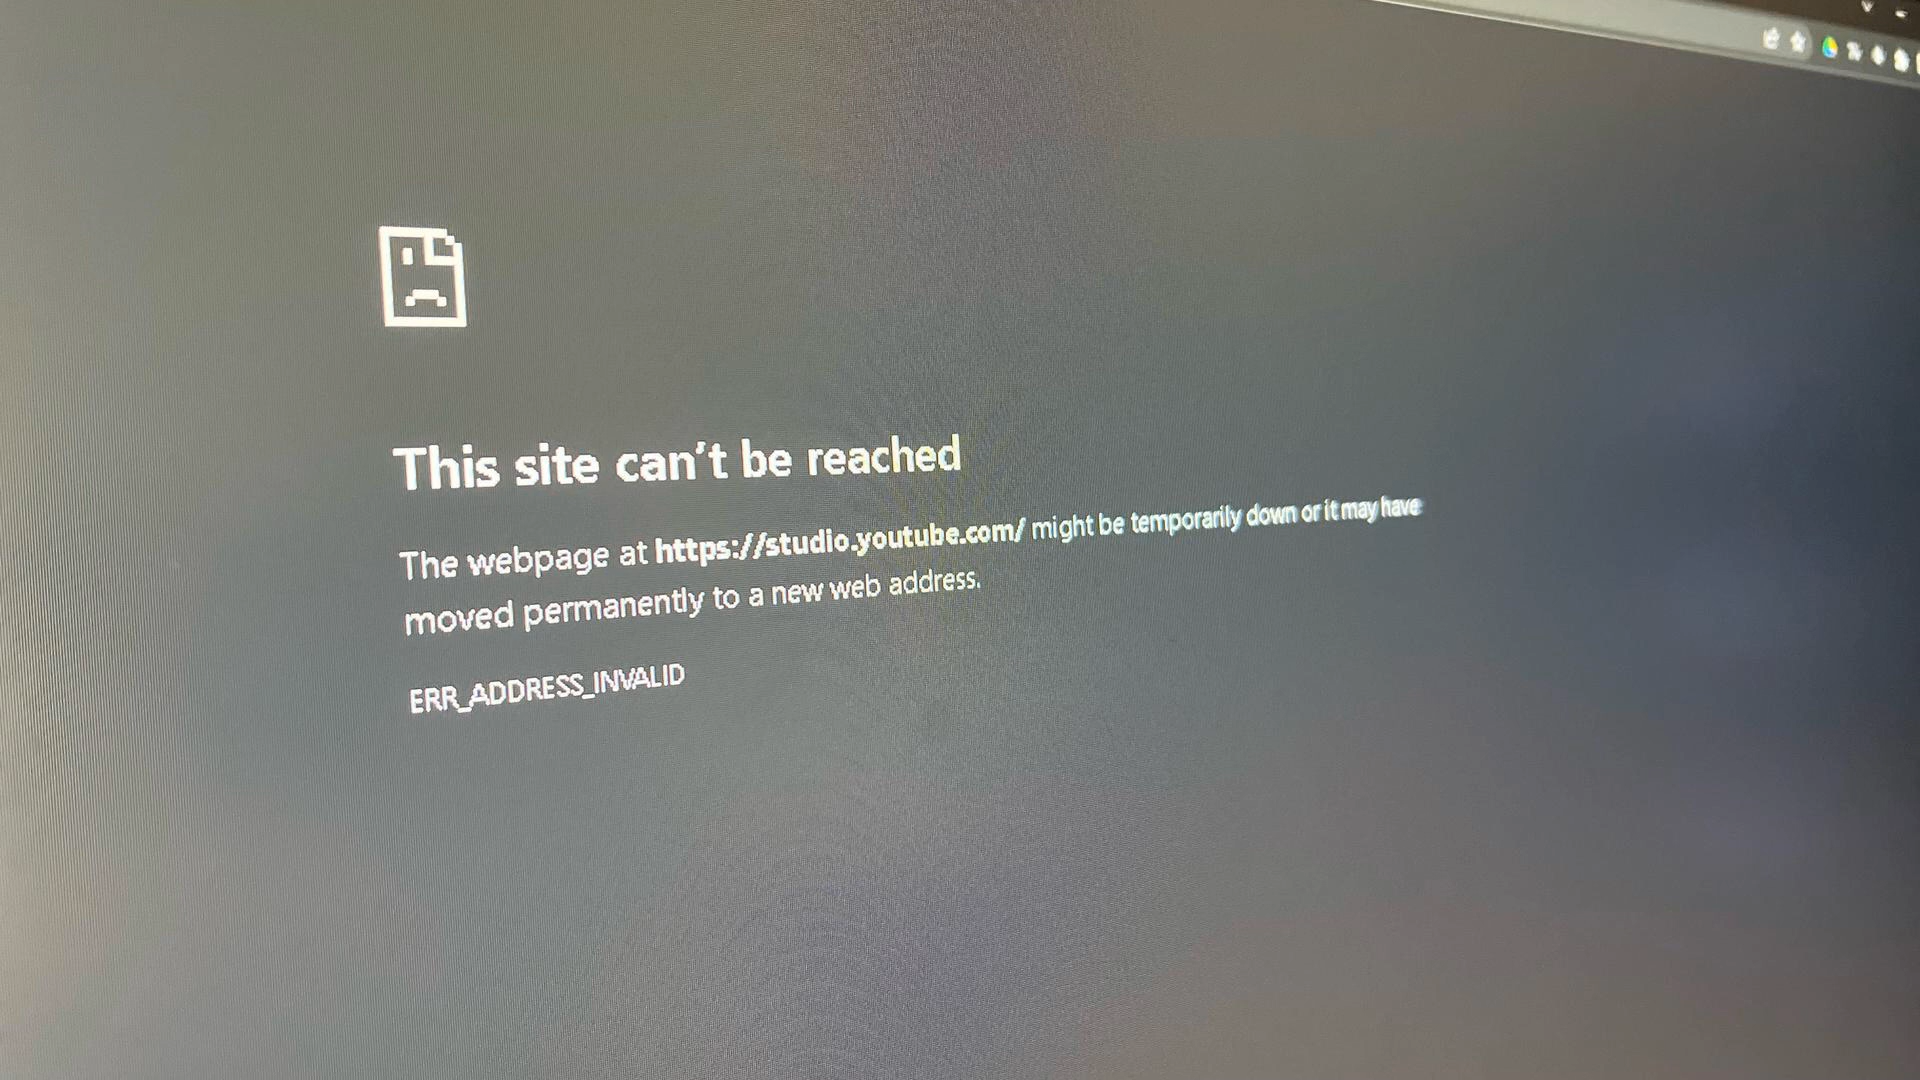 This site can't be reached
The webpage at https://studio.youtube.com/ might be temporarily down or it may have
moved permanently to a new web address.
ERR_ADDRESS_INVALID